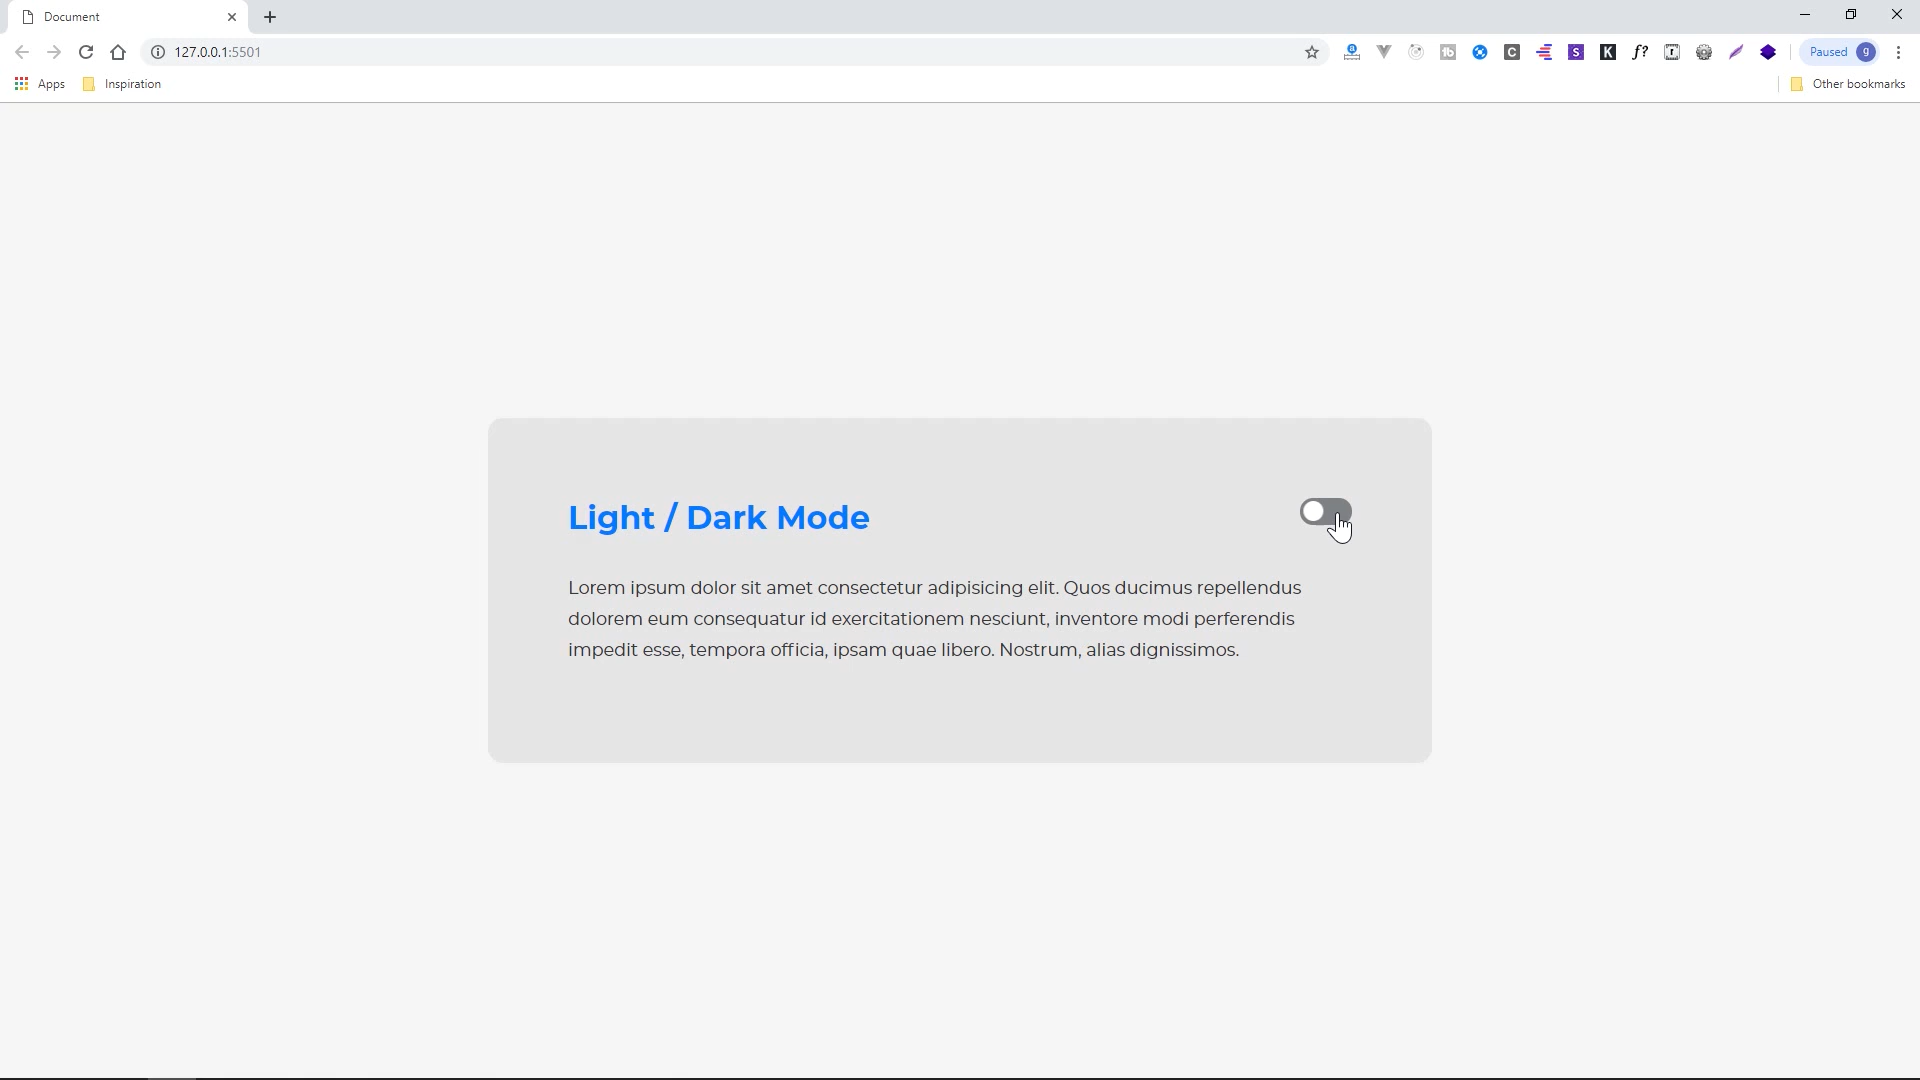 Document
127.0.0.1:5501
Paused g
Apps Inspiration Other bookmarks
Light / Dark Mode
Lorem ipsum dolor sit amet consectetur adipisicing elit. Quos ducimus repellendus
dolorem eum consequatur id exercitationem nesciunt, inventore modi perferendis
impedit esse, tempora officia, ipsam quae libero. Nostrum, alias dignissimos.